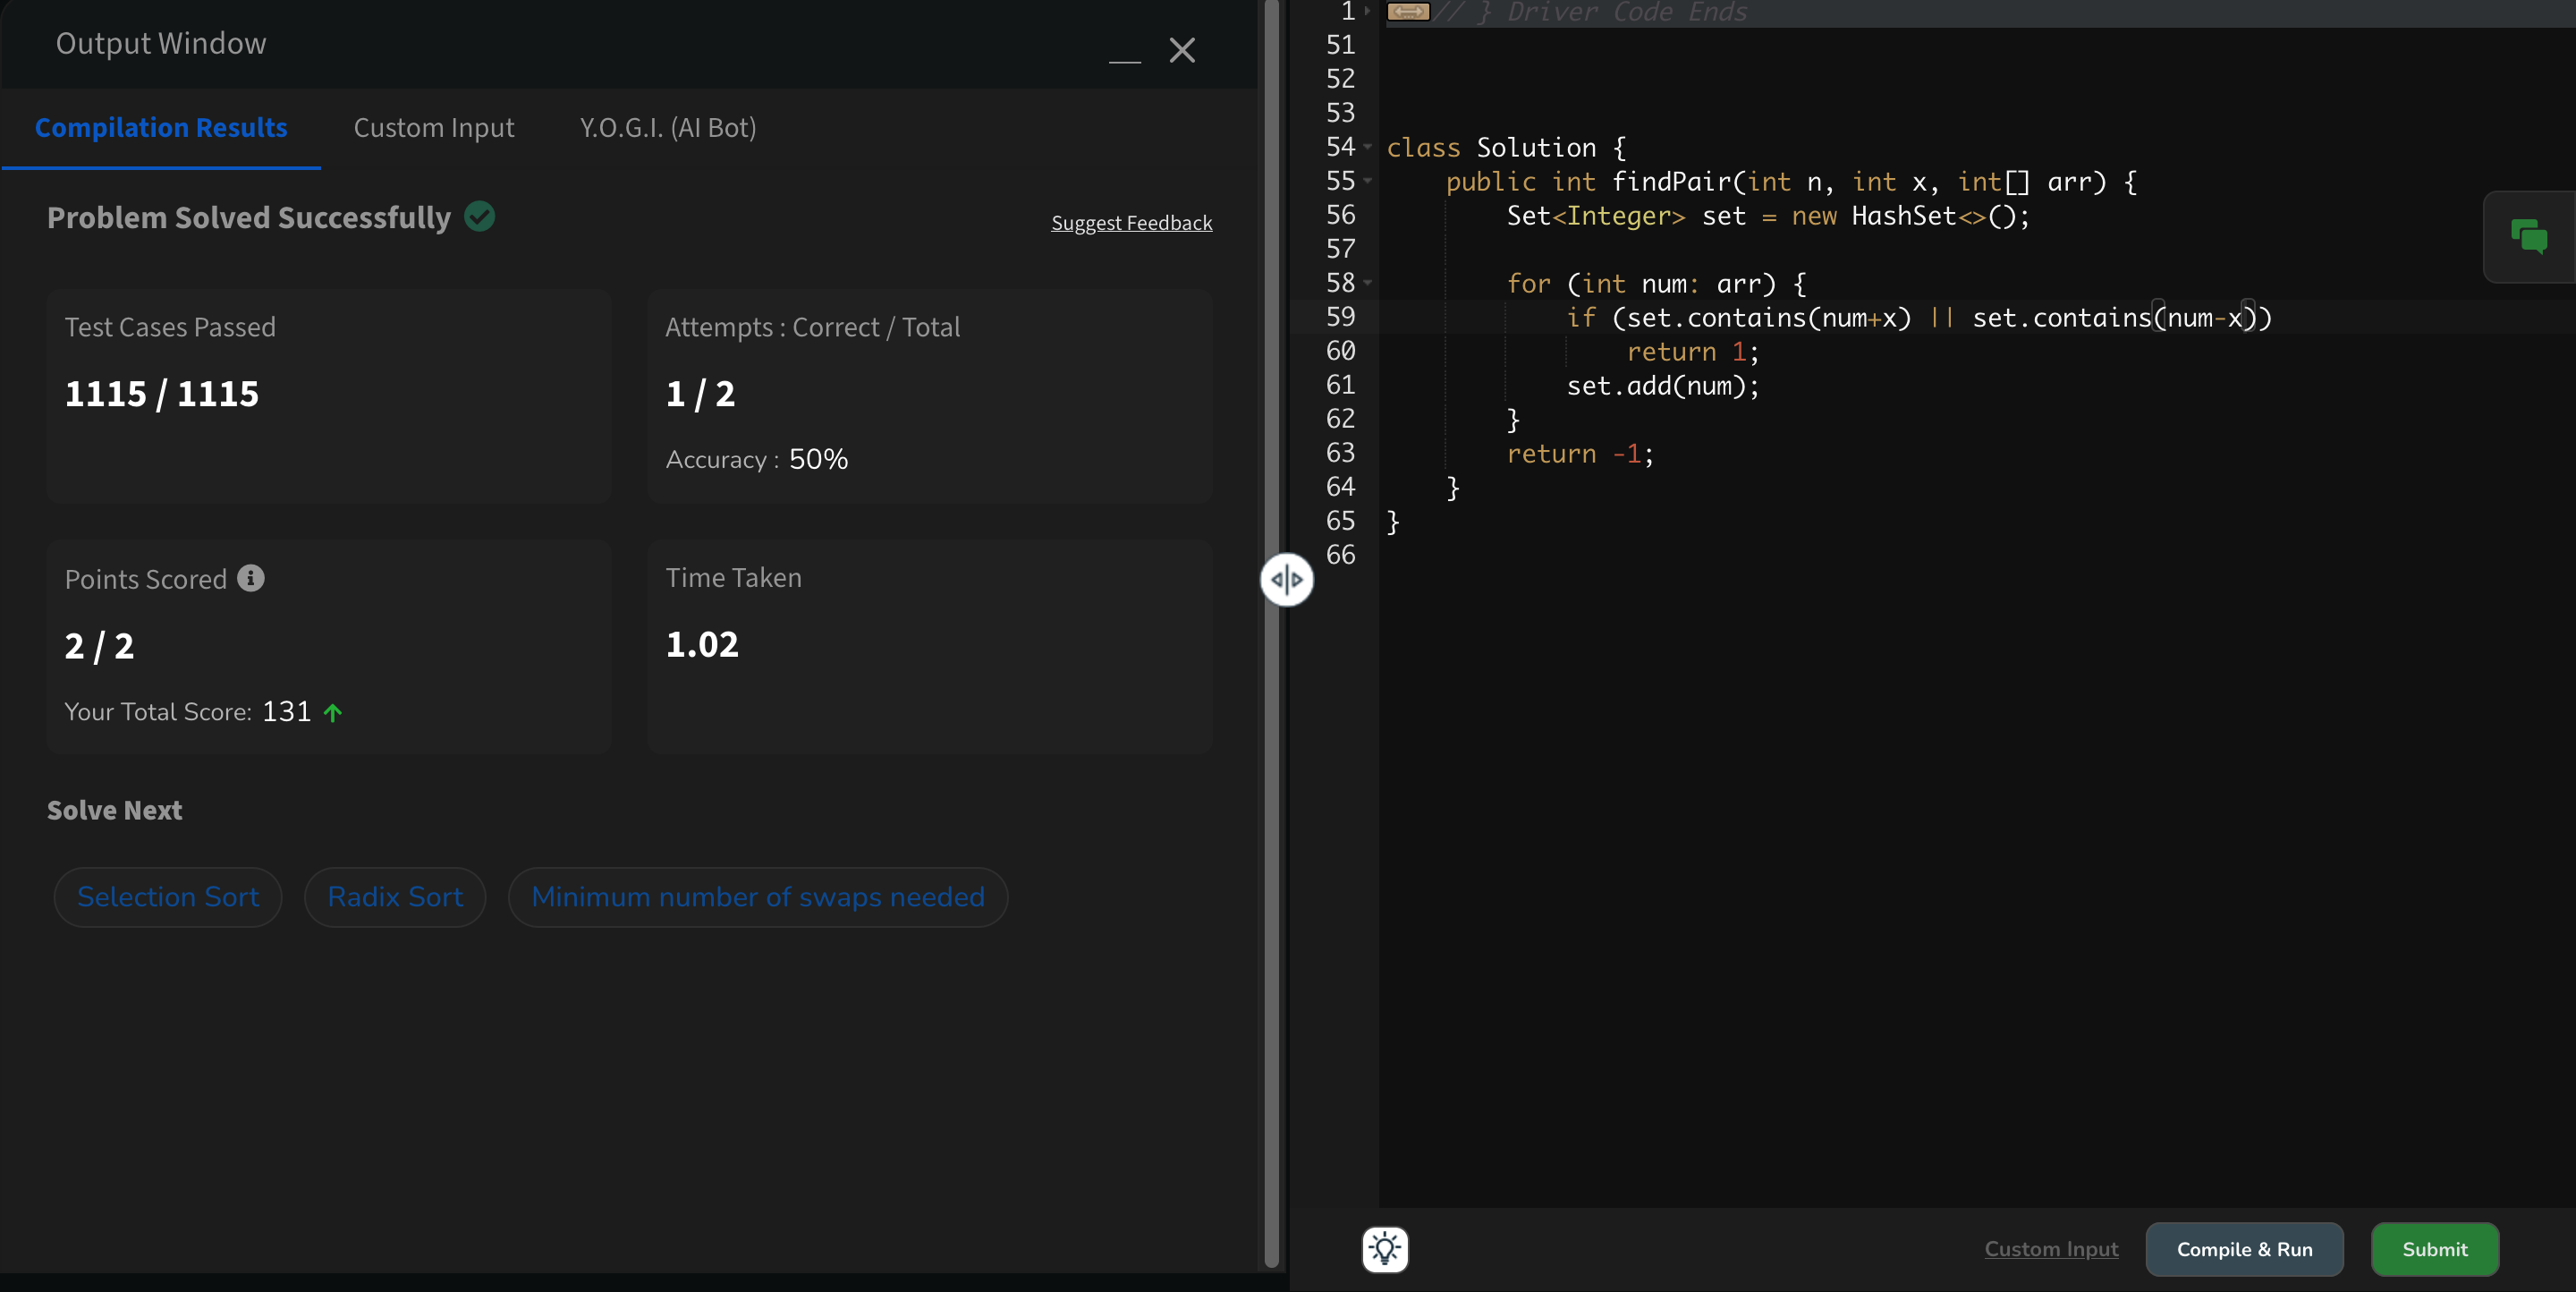 Output Window
Compilation Results
Custom Input
Y.O.G.I. (AI Bot)
Problem Solved Successfully
Suggest Feedback
Test Cases Passed
1115 / 1115
Attempts : Correct / Total
1 / 2
Accuracy : 50%
Points Scored
2 / 2
Your Total Score: 131
Time Taken
1.02
Solve Next
Selection Sort
Radix Sort
Minimum number of swaps needed
1 // } Driver Code Ends
51
52
53
54 class Solution {
55     public int findPair(int n, int x, int[] arr) {
56         Set<Integer> set = new HashSet<>();
57
58         for (int num: arr) {
59             if (set.contains(num+x) || set.contains(num-x))
60                 return 1;
61             set.add(num);
62         }
63         return -1;
64     }
65 }
66
Custom Input
Compile & Run
Submit